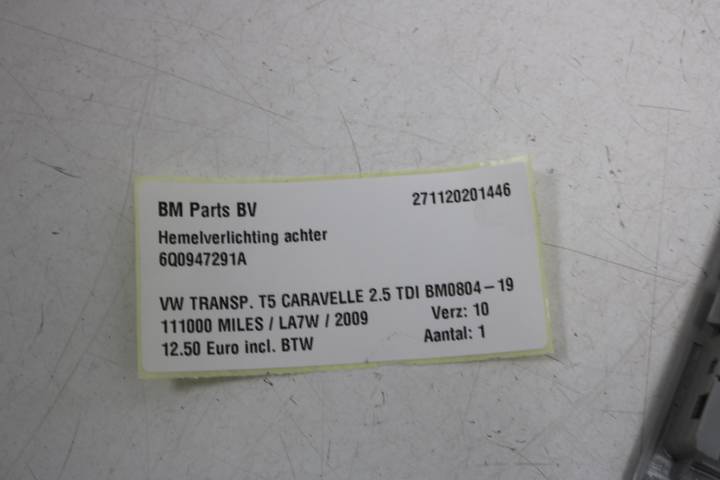 BM Parts BV 271120201446
Hemelverlichting achter
6Q0947291A
VW TRANSP. T5 CARAVELLE 2.5 TDI BM0804-19
111000 MILES / LA7W / 2009 Verz: 10
12.50 Euro incl. BTW Aantal: 1